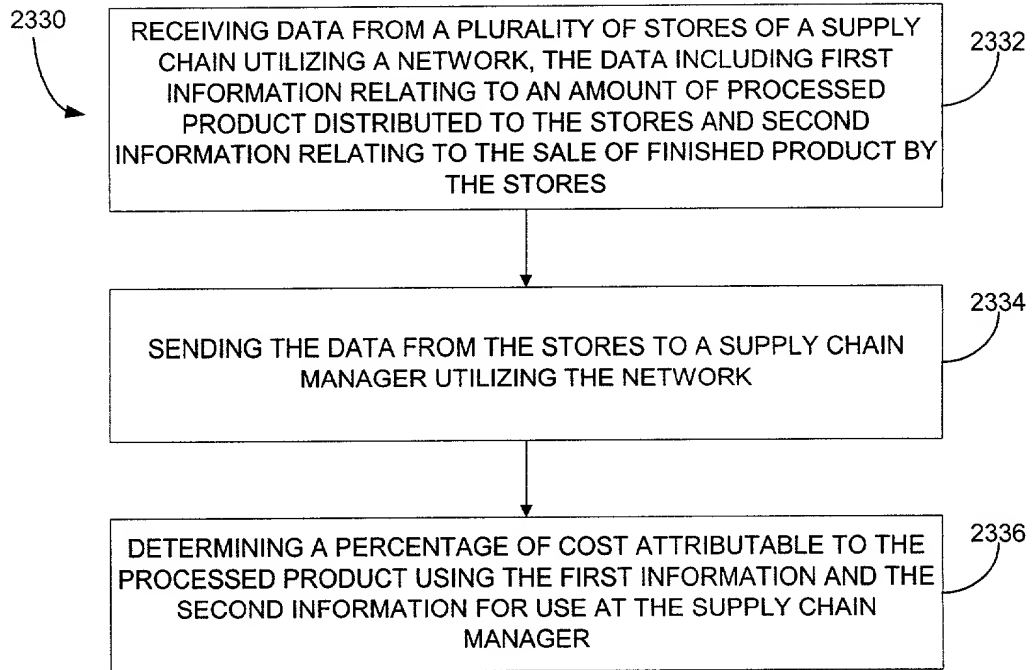 2330
RECEIVING DATA FROM A PLURALITY OF STORES OF A SUPPLY
CHAIN UTILIZING A NETWORK, THE DATA INCLUDING FIRST
INFORMATION RELATING TO AN AMOUNT OF PROCESSED
PRODUCT DISTRIBUTED TO THE STORES AND SECOND
INFORMATION RELATING TO THE SALE OF FINISHED PRODUCT BY
THE STORES
2332
SENDING THE DATA FROM THE STORES TO A SUPPLY CHAIN
MANAGER UTILIZING THE NETWORK
2334
DETERMINING A PERCENTAGE OF COST ATTRIBUTABLE TO THE
PROCESSED PRODUCT USING THE FIRST INFORMATION AND THE
SECOND INFORMATION FOR USE AT THE SUPPLY CHAIN
MANAGER
2336